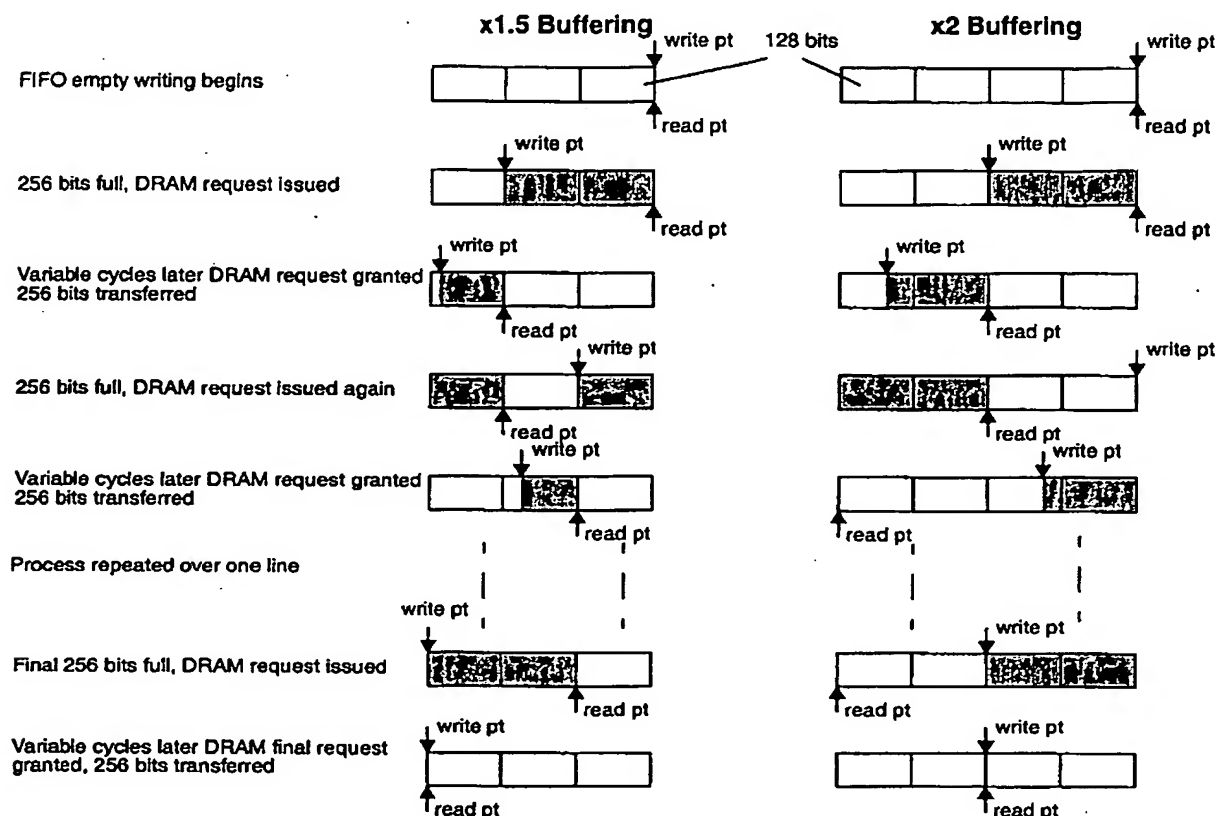 x1.5 Buffering
x2 Buffering
write pt
128 bits
write pt
FIFO empty writing begins
read pt
read pt
write pt
write pt
256 bits full, DRAM request issued
read pt
read pt
write pt
write pt
Variable cycles later DRAM request granted
256 bits transferred
read pt
read pt
write pt
write pt
256 bits full, DRAM request issued again
read pt
read pt
write pt
write pt
Variable cycles later DRAM request granted
256 bits transferred
read pt
read pt
Process repeated over one line
write pt
write pt
Final 256 bits full, DRAM request issued
read pt
read pt
write pt
write pt
Variable cycles later DRAM final request
granted, 256 bits transferred
read pt
read pt